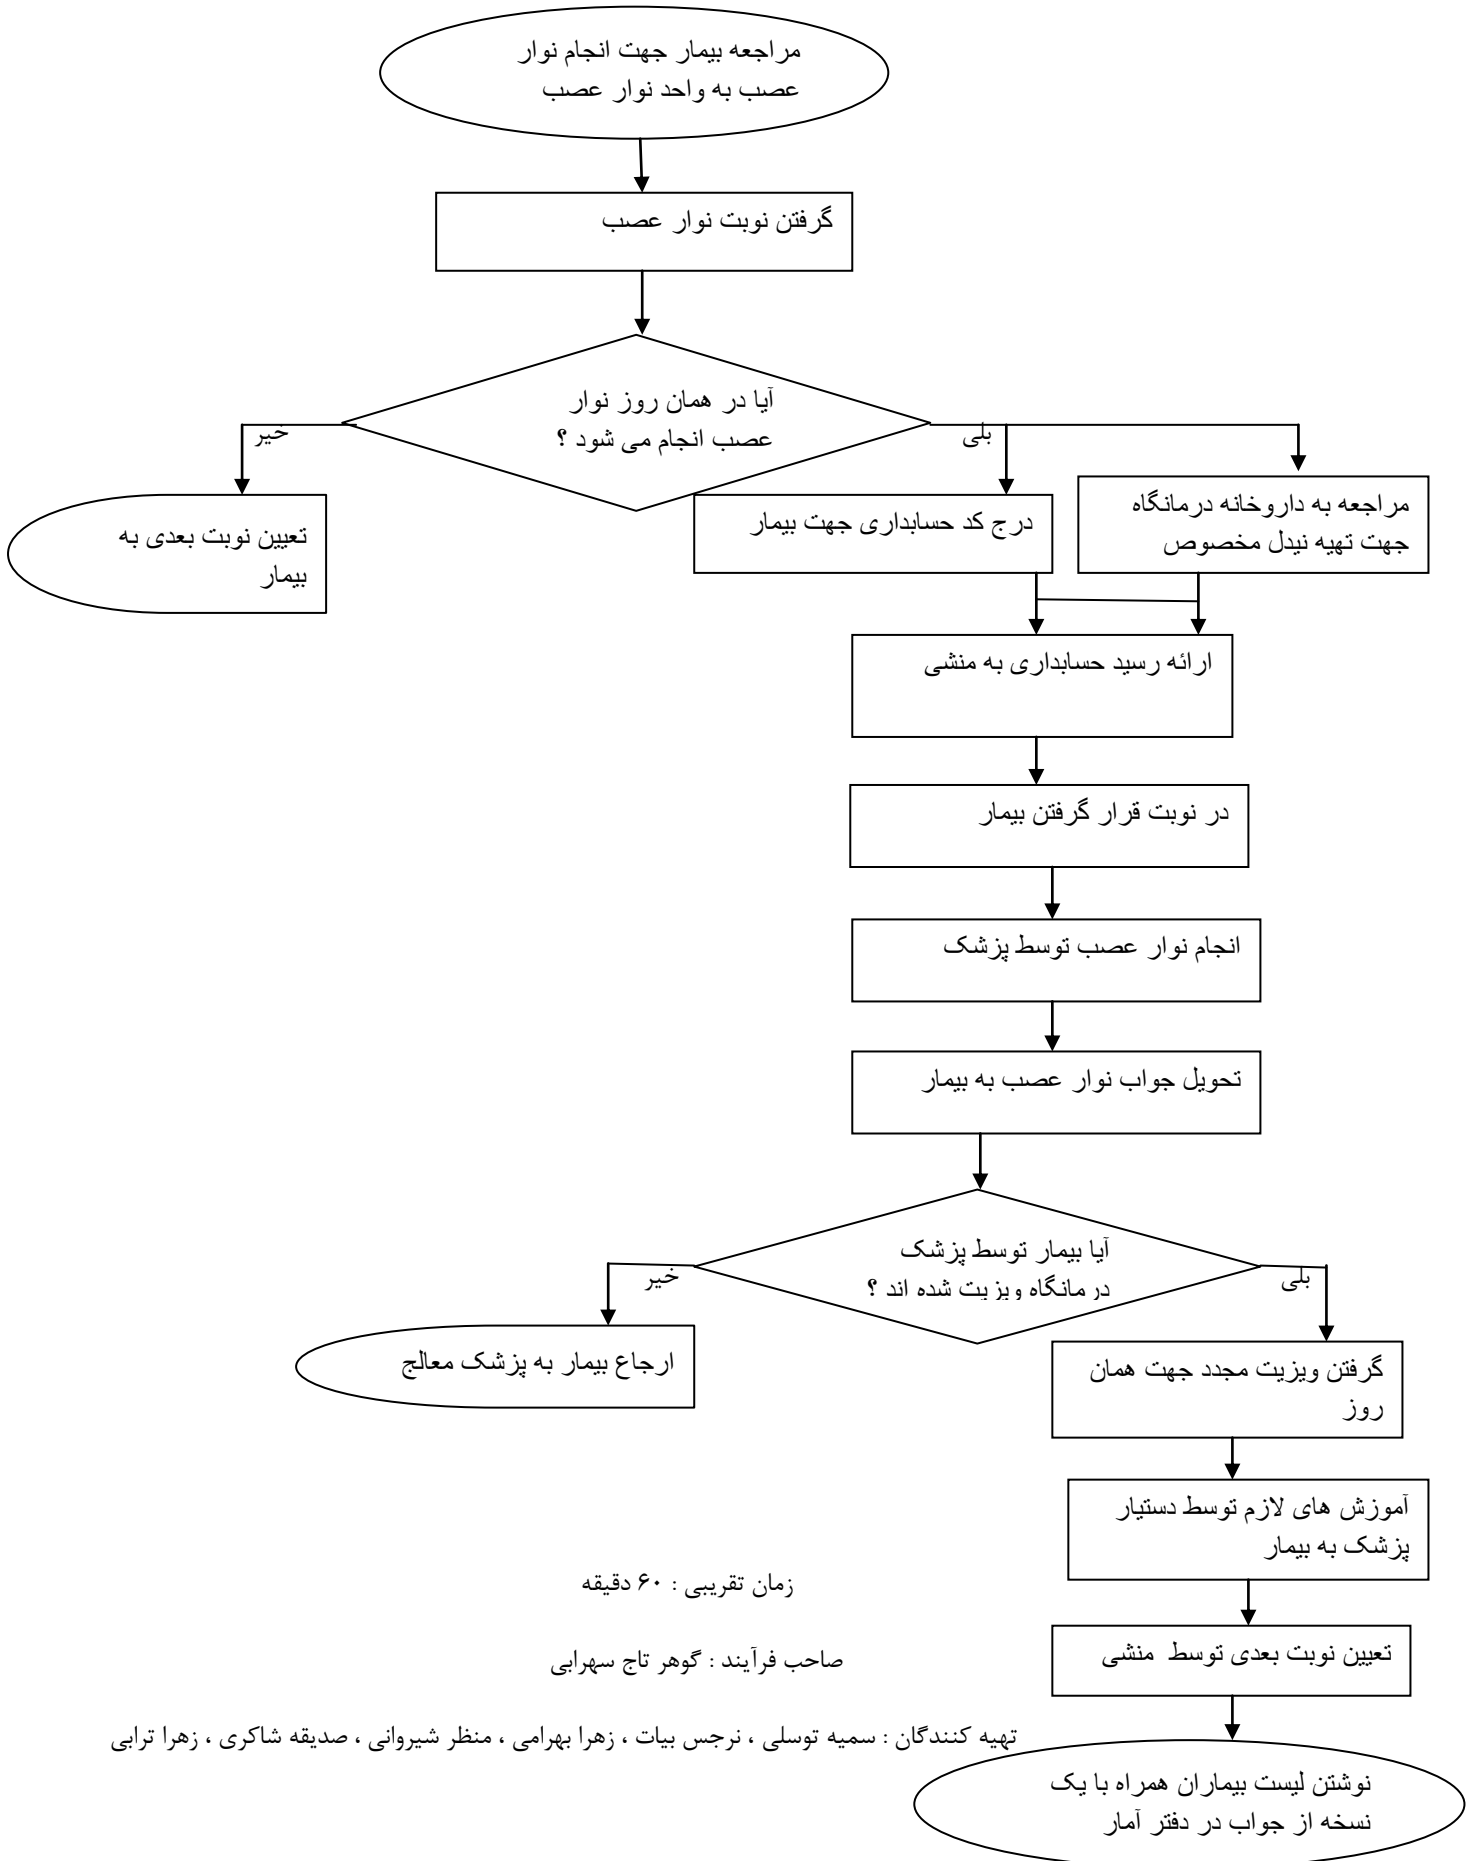 مراجعه بیمار جهت انجام نوار
عصب به واحد نوار عصب
گرفتن نوبت نوار عصب
آیا در همان روز نوار
عصب انجام می شود ؟
خیر
بلی
مراجعه به داروخانه درمانگاه
جهت تهیه نیدل مخصوص
درج کد حسابداری جهت بیمار
تعیین نوبت بعدی به
بیمار
ارائه رسید حسابداری به منشی
در نوبت قرار گرفتن بیمار
انجام نوار عصب توسط پزشک
تحویل جواب نوار عصب به بیمار
آیا بیمار توسط پزشک
درمانگاه ویزیت شده اند ؟
خیر
بلی
ارجاع بیمار به پزشک معالج
گرفتن ویزیت مجدد جهت همان
روز
آموزش های لازم توسط دستیار
پزشک به بیمار
زمان تقریبی : ۶۰ دقیقه
تعیین نوبت بعدی توسط منشی
صاحب فرآیند : گوهر تاج سهرابی
تهیه کنندگان : سمیه توسلی ، نرجس بیات ، زهرا بهرامی ، منظر شیروانی ، صدیقه شاکری ، زهرا ترابی
نوشتن لیست بیماران همراه با یک
نسخه از جواب در دفتر آمار